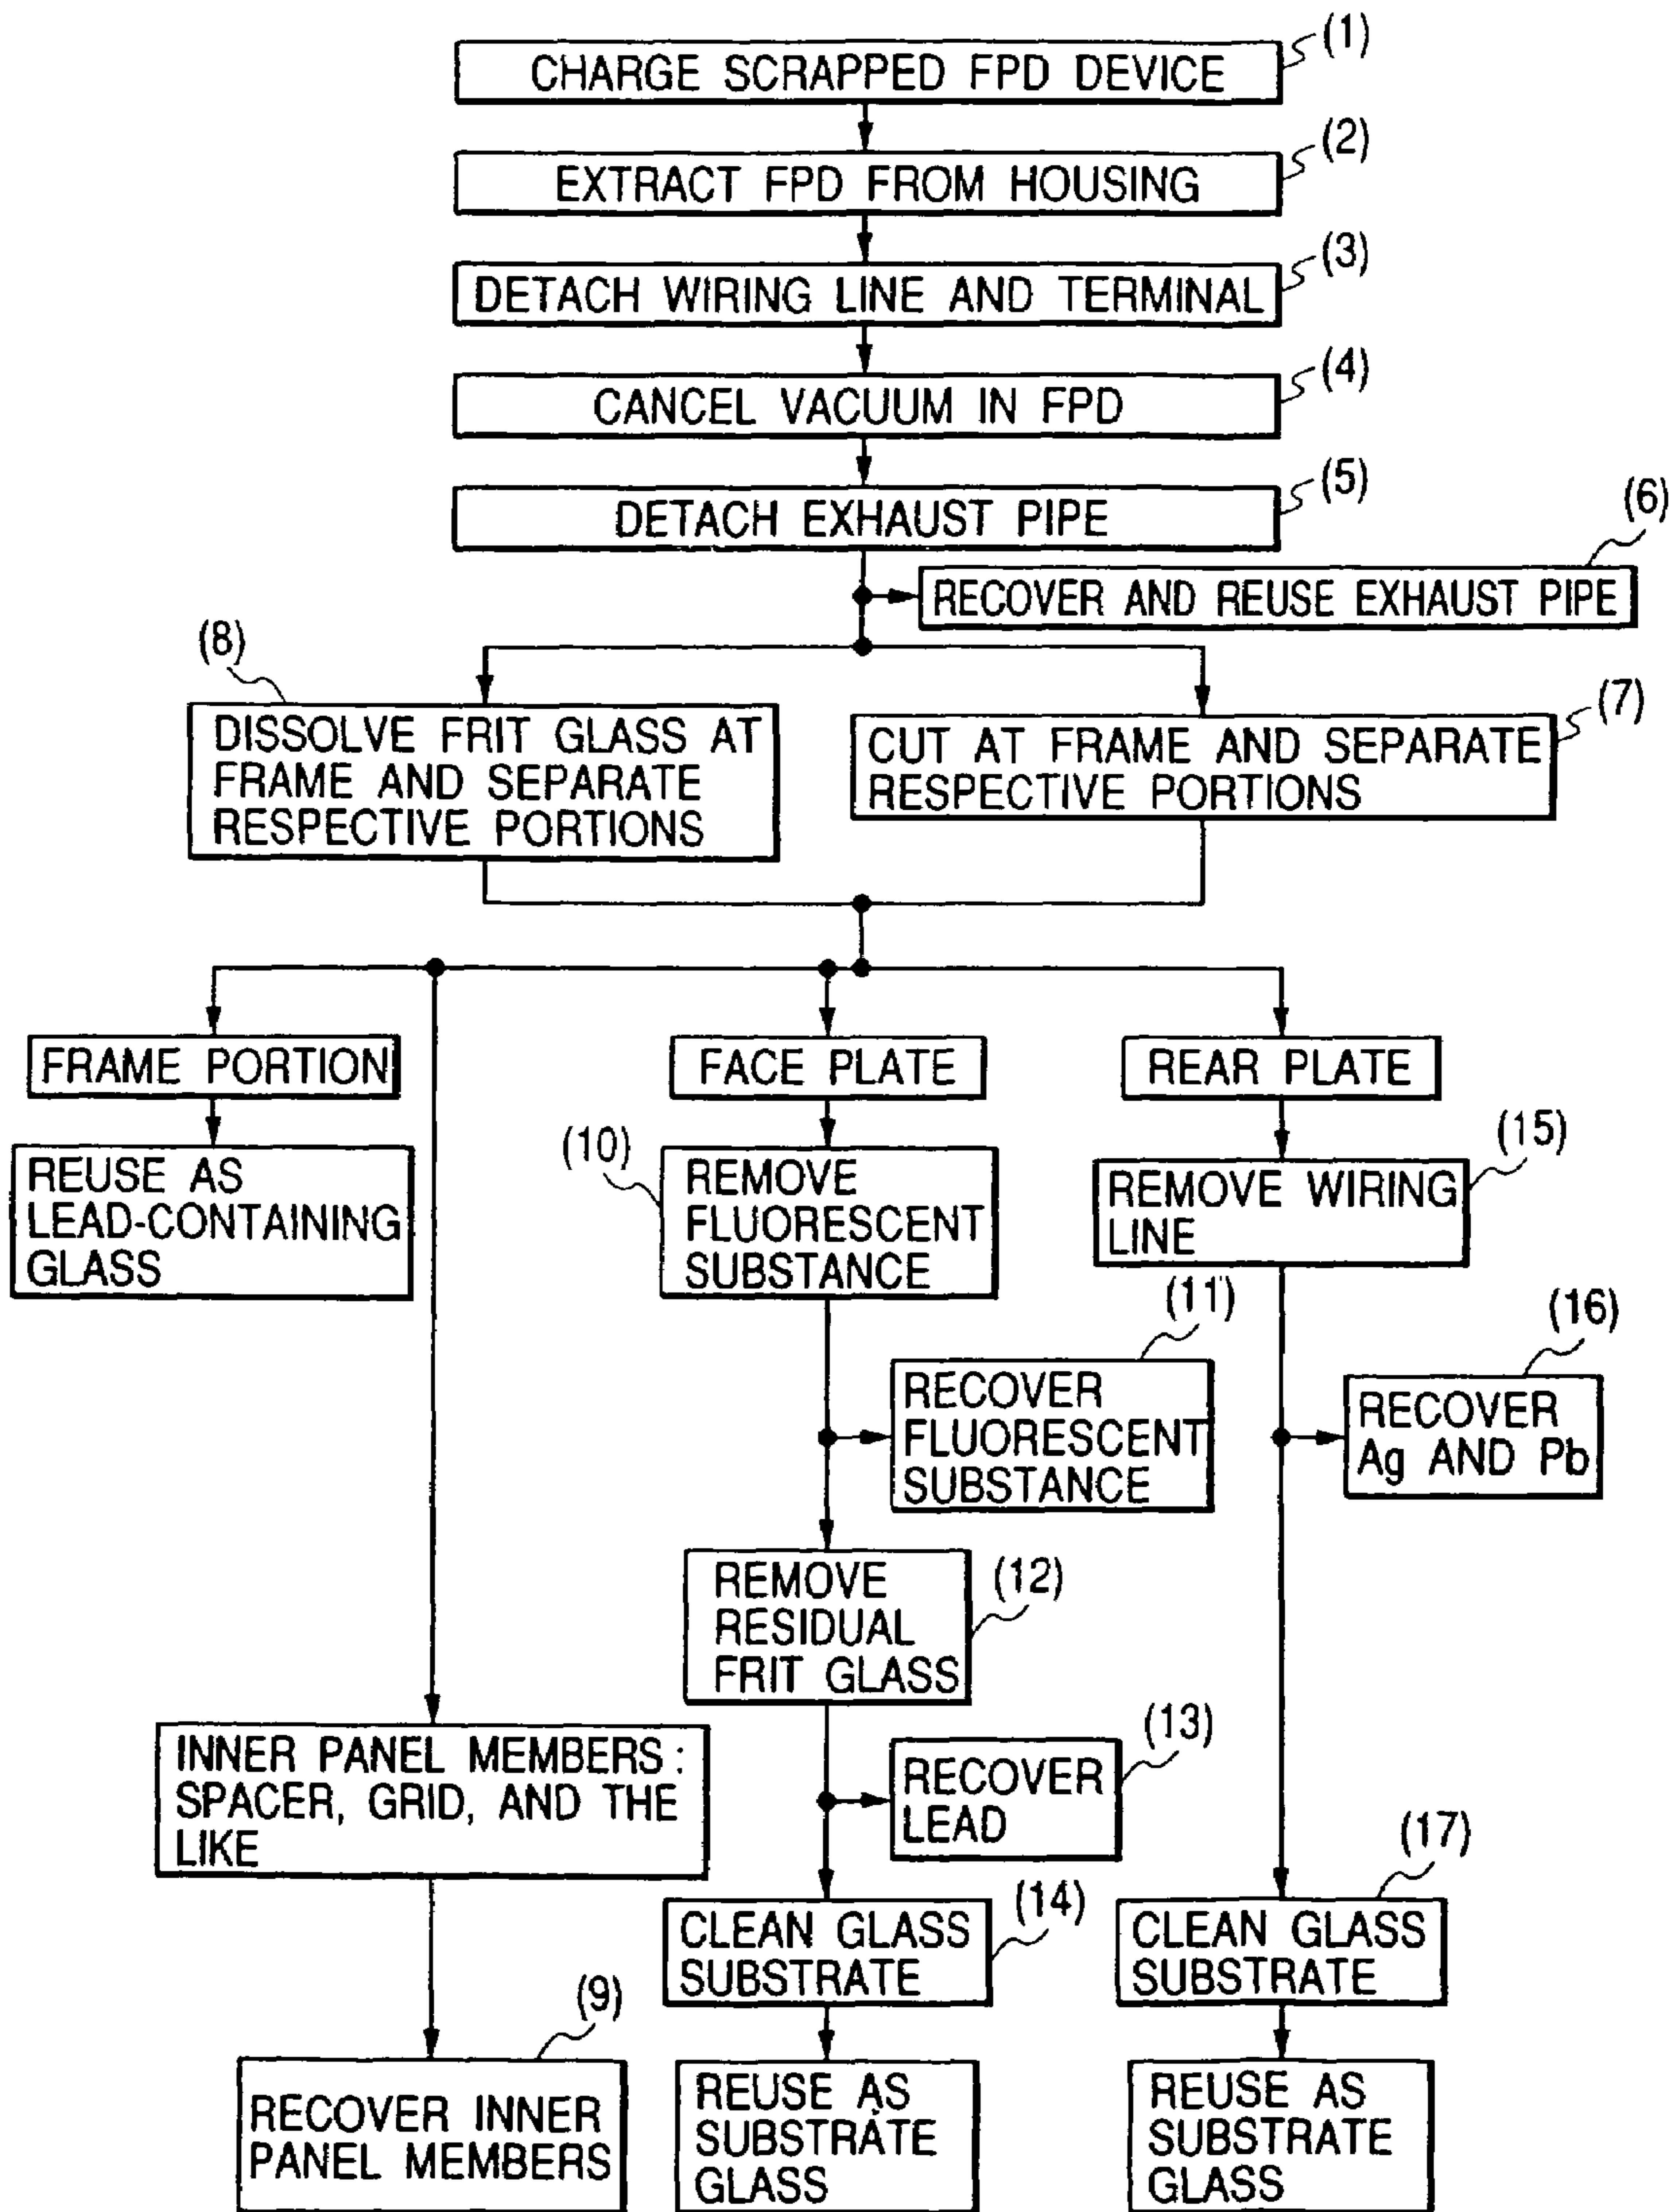 (1)
CHARGE SCRAPPED FPD DEVICE
(2)
EXTRACT FPD FROM HOUSING
(3)
DETACH WIRING LINE AND TERMINAL
(4)
CANCEL VACUUM IN FPD
(5)
DETACH EXHAUST PIPE
(6)
RECOVER AND REUSE EXHAUST PIPE
(8)
DISSOLVE FRIT GLASS AT
FRAME AND SEPARATE
RESPECTIVE PORTIONS
(7)
CUT AT FRAME AND SEPARATE
RESPECTIVE PORTIONS
FRAME PORTION
FACE PLATE
REAR PLATE
REUSE AS
LEAD-CONTAINING
GLASS
(10)
REMOVE
FLUORESCENT
SUBSTANCE
(15)
REMOVE WIRING
LINE
(11)
RECOVER
FLUORESCENT
SUBSTANCE
(16)
RECOVER
Ag AND Pb
(12)
REMOVE
RESIDUAL
FRIT GLASS
INNER PANEL MEMBERS:
SPACER, GRID, AND THE
LIKE
(13)
RECOVER
LEAD
(14)
CLEAN GLASS
SUBSTRATE
(17)
CLEAN GLASS
SUBSTRATE
(9)
RECOVER INNER
PANEL MEMBERS
REUSE AS
SUBSTRATE
GLASS
REUSE AS
SUBSTRATE
GLASS